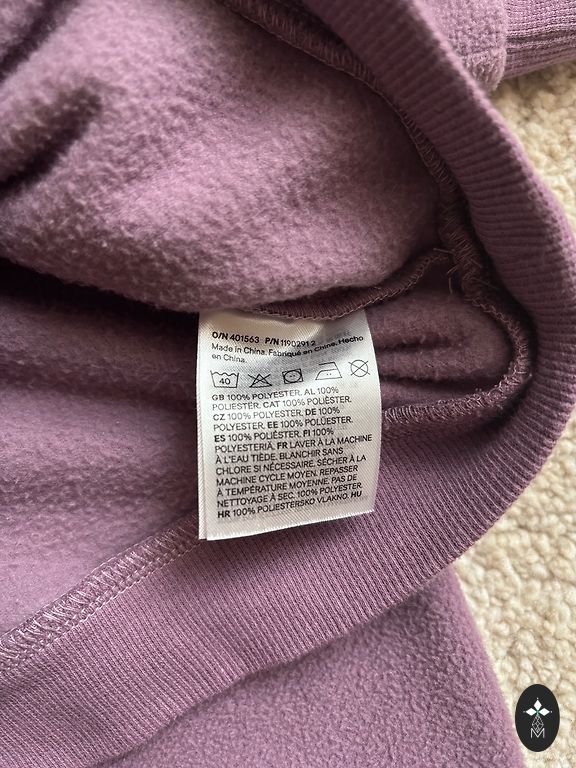 O/N 401563 P/N 1190291 2
Made in China. Fabriqué en Chine. Hecho
en China.
40
GB 100% POLYESTER, AL 100%
POLIESTËR, CAT 100% POLIÈSTER,
CZ 100% POLYESTER, DE 100%
POLYESTER, EE 100% POLÜESTER,
ES 100% POLIÉSTER, FI 100%
POLYESTERIÄ, FR LAVER À LA MACHINE
À L'EAU TIÈDE. BLANCHIR SANS
CHLORE SI NÉCESSAIRE. SÉCHER À LA
MACHINE CYCLE MOYEN. REPASSER
À TEMPÉRATURE MOYENNE. PAS DE
NETTOYAGE À SEC. 100% POLYESTER,
HR 100% POLIESTERSKO VLAKNO, HU
M